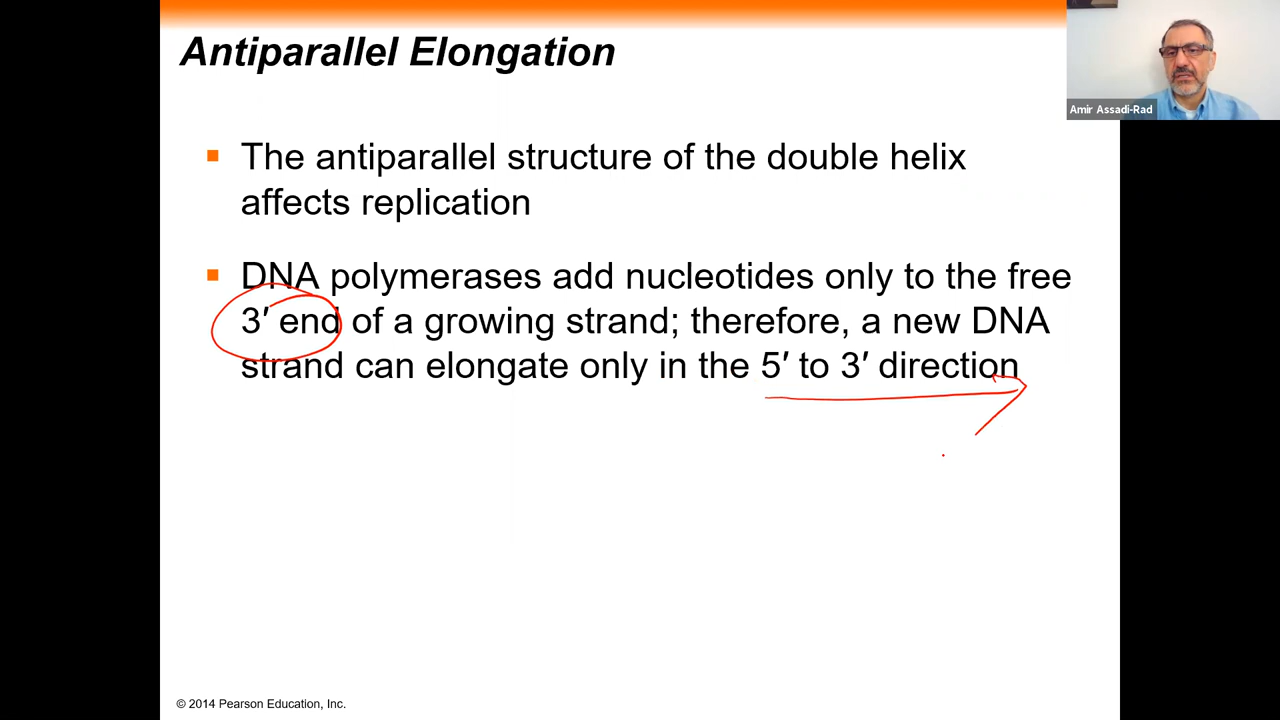 Antiparallel Elongation
Amir Assadi-Rad
▪ The antiparallel structure of the double helix
affects replication
▪ DNA polymerases add nucleotides only to the free
3′ end of a growing strand; therefore, a new DNA
strand can elongate only in the 5′ to 3′ direction
© 2014 Pearson Education, Inc.